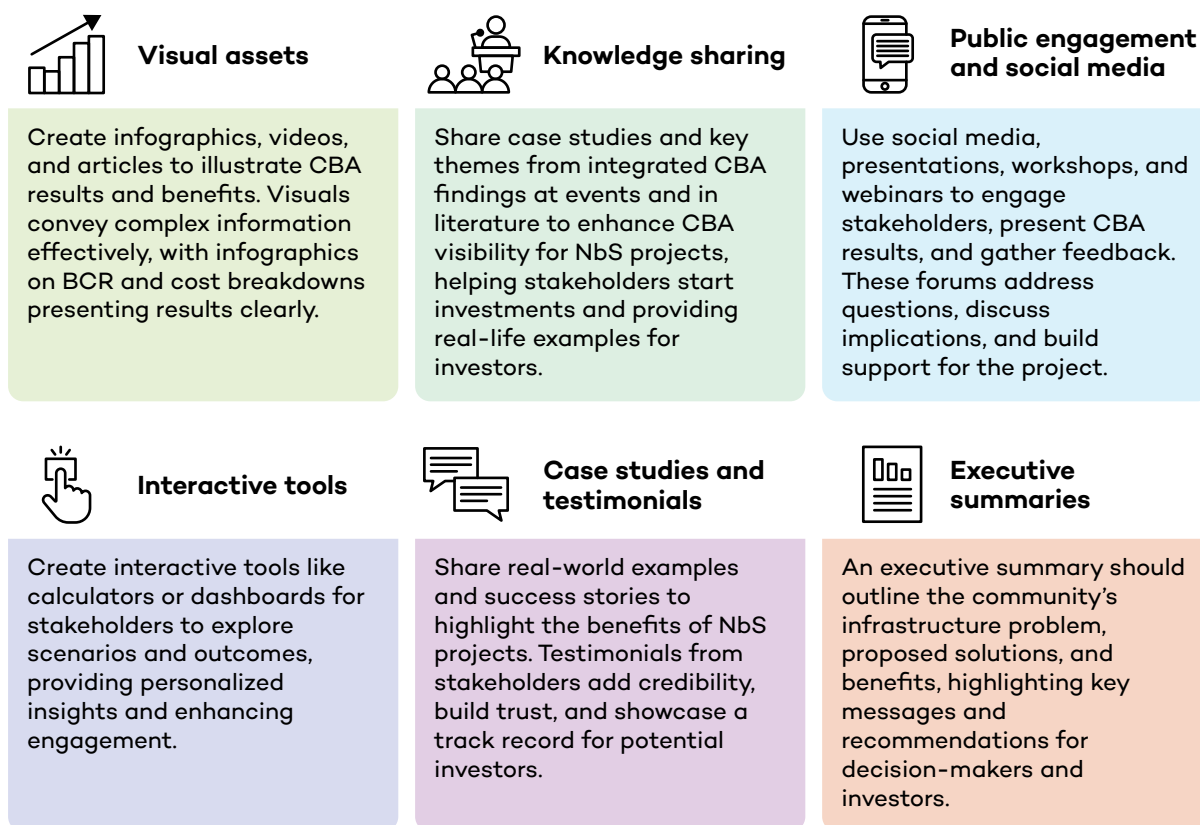 Visual assets
Create infographics, videos,
and articles to illustrate CBA
results and benefits. Visuals
convey complex information
effectively, with infographics
on BCR and cost breakdowns
presenting results clearly.
Knowledge sharing
Share case studies and key
themes from integrated CBA
findings at events and in
literature to enhance CBA
visibility for NbS projects,
helping stakeholders start
investments and providing
real-life examples for
investors.
Public engagement
and social media
Use social media,
presentations, workshops, and
webinars to engage
stakeholders, present CBA
results, and gather feedback.
These forums address
questions, discuss
implications, and build
support for the project.
Interactive tools
Create interactive tools like
calculators or dashboards for
stakeholders to explore
scenarios and outcomes,
providing personalized
insights and enhancing
engagement.
Case studies and
testimonials
Share real-world examples
and success stories to
highlight the benefits of NbS
projects. Testimonials from
stakeholders add credibility,
build trust, and showcase a
track record for potential
investors.
Executive
summaries
An executive summary should
outline the community’s
infrastructure problem,
proposed solutions, and
benefits, highlighting key
messages and
recommendations for
decision-makers and
investors.